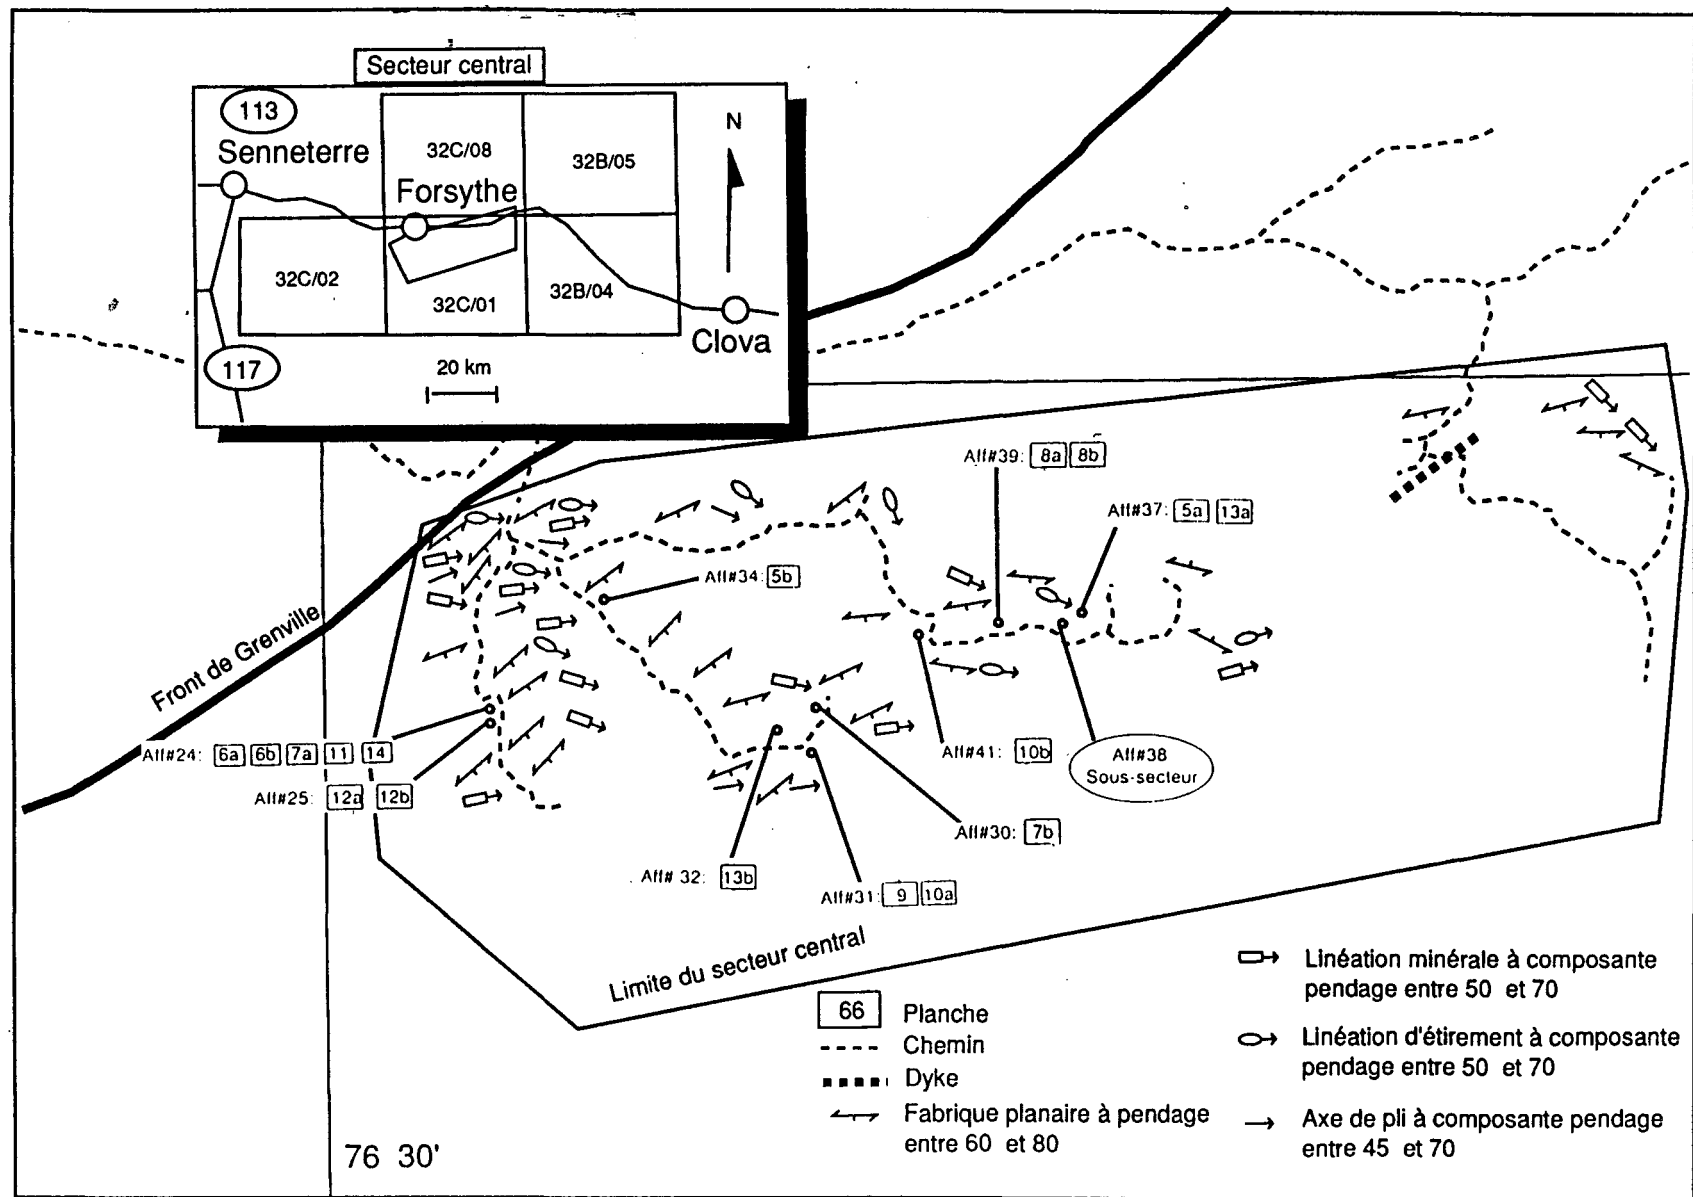 Secteur central
113
Senneterre
32C/08
32B/05
N
Forsythe
32C/02
32C/01
32B/04
Clova
117
20 km
Aff#39: 8a 8b
Aff#37: 5a 13a
Aff#34: 5b
Front de Grenville
Aff#24: 6a 6b 7a 11 14
Aff#25: 12a 12b
Aff#41: 10b
Aff#38
Sous-secteur
Aff#30: 7b
Aff# 32: 13b
Aff#31: 9 10a
Limite du secteur central
66 Planche
Chemin
Dyke
Fabrique planaire à pendage
entre 60 et 80
Linéation minérale à composante
pendage entre 50 et 70
Linéation d'étirement à composante
pendage entre 50 et 70
Axe de pli à composante pendage
entre 45 et 70
76 30'